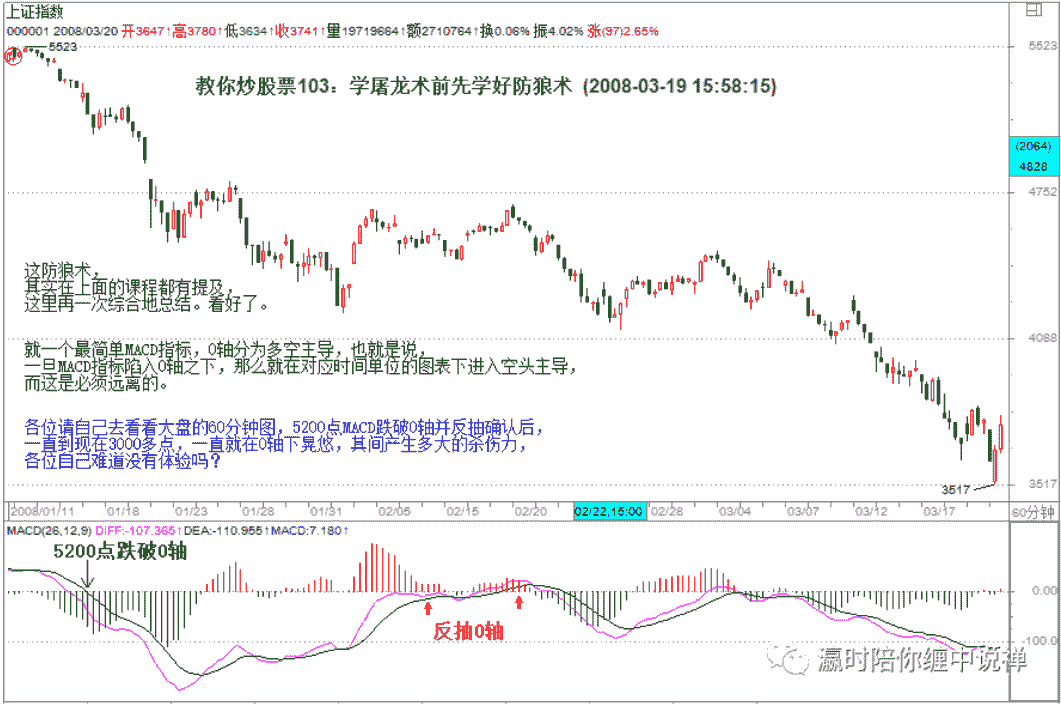 上证指数
000001 2008/03/20 开3647↑高3780↑低3634↑收3741↑量19719664↑额2710764↑换0.06% 振4.02% 涨(97)2.65%
5523
5523
教你炒股票103：学屠龙术前先学好防狼术 (2008-03-19 15:58:15)
(2064)
4828
4752
这防狼术，
其实在上面的课程都有提及，
这里再一次综合地总结。看好了。
4088
就一个最简单MACD指标，0轴分为多空主导，也就是说，
一旦MACD指标陷入0轴之下，那么就在对应时间单位的图表下进入空头主导，
而这是必须远离的。
各位请自己去看看大盘的60分钟图，5200点MACD跌破0轴并反抽确认后，
一直到现在3000多点，一直就在0轴下晃悠，其间产生多大的杀伤力，
各位自己难道没有体验吗？
3517
3517
2008/01/11 01/18 01/23 01/28 01/31 02/05 02/15 02/20 02/22,15:00 02/28 03/04 03/07 03/12 03/17 60分钟
MACD(26,12,9) DIFF:-107.365↑DEA:-110.955↑MACD:7.180↑
5200点跌破0轴
0.00
反抽0轴
-100.0
瀛时陪你缠中说禅